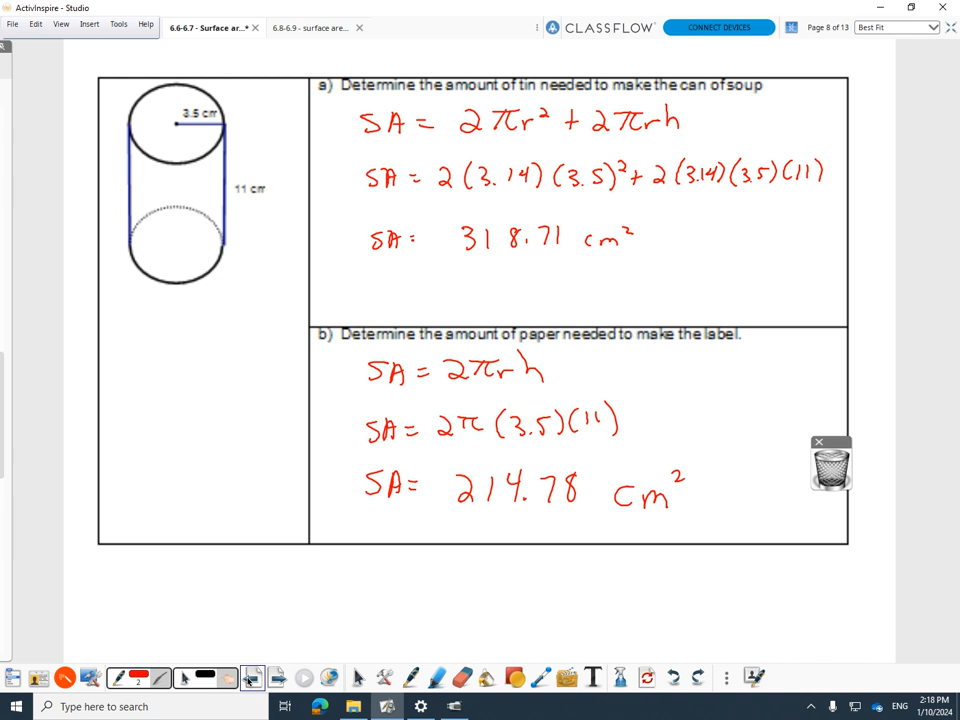 ActivInspire - Studio
File Edit View Insert Tools Help
6.6-6.7 - Surface ar...*
6.8-6.9 - surface are...
CLASSFLOW
CONNECT DEVICES
Page 8 of 13
Best Fit
3.5 cm
11 cm
a) Determine the amount of tin needed to make the can of soup
SA = 2πr² + 2πrh
SA = 2(3.14)(3.5)² + 2(3.14)(3.5)(11)
SA = 318.71 cm²
b) Determine the amount of paper needed to make the label.
SA = 2πrh
SA = 2π(3.5)(11)
SA = 214.78 cm²
2
T
Type here to search
ENG
2:18 PM
1/10/2024